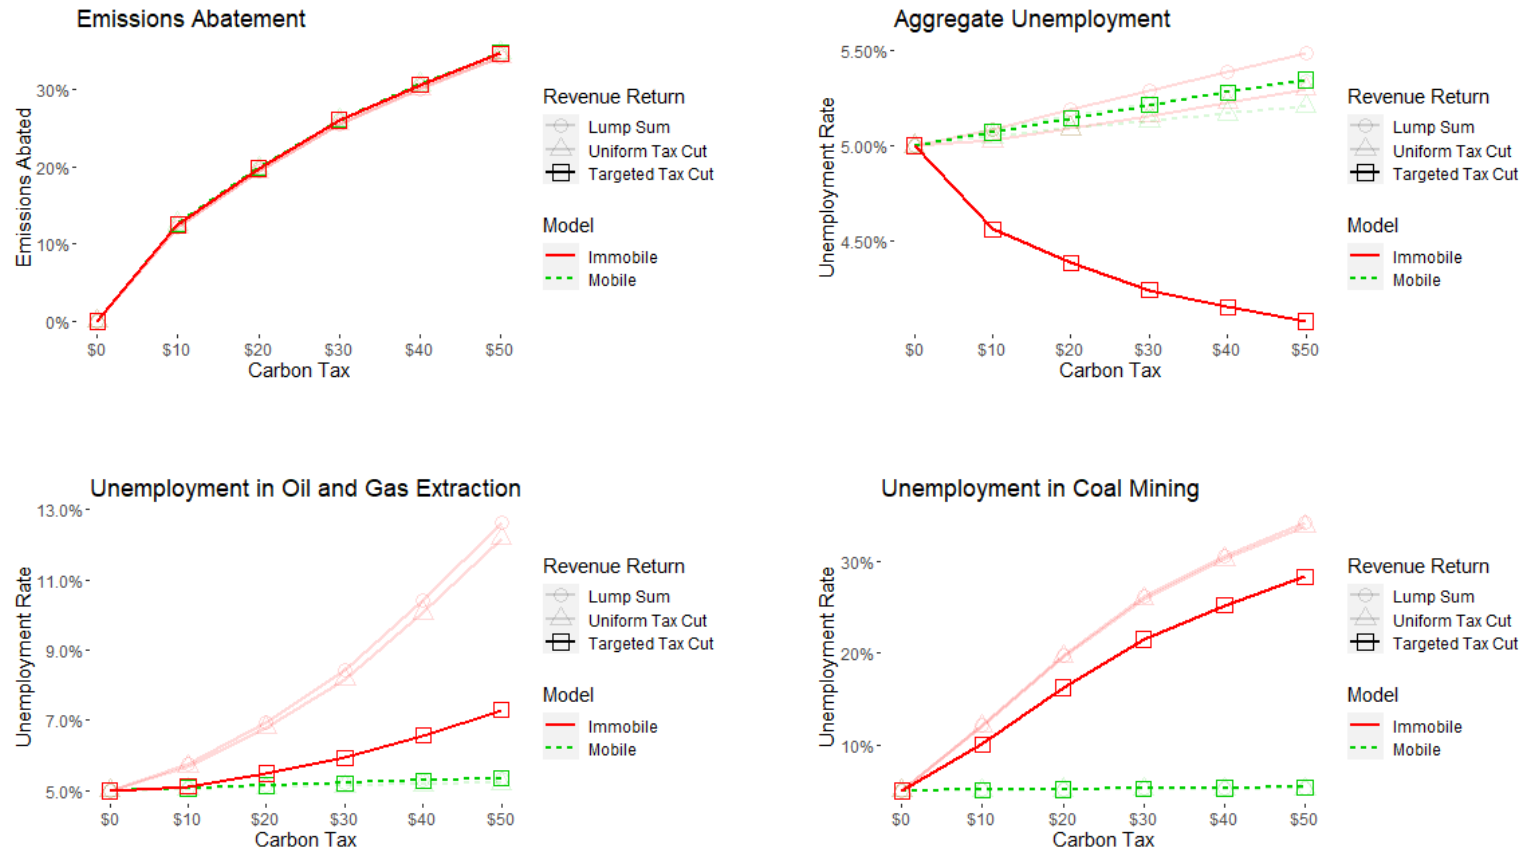 Emissions Abatement
Emissions Abated
30%
20%
10%
0%
$0 $10 $20 $30 $40 $50
Carbon Tax
Revenue Return
Lump Sum
Uniform Tax Cut
Targeted Tax Cut
Model
Immobile
Mobile
Aggregate Unemployment
Unemployment Rate
5.50%
5.00%
4.50%
$0 $10 $20 $30 $40 $50
Carbon Tax
Revenue Return
Lump Sum
Uniform Tax Cut
Targeted Tax Cut
Model
Immobile
Mobile
Unemployment in Oil and Gas Extraction
Unemployment Rate
13.0%
11.0%
9.0%
7.0%
5.0%
$0 $10 $20 $30 $40 $50
Carbon Tax
Revenue Return
Lump Sum
Uniform Tax Cut
Targeted Tax Cut
Model
Immobile
Mobile
Unemployment in Coal Mining
Unemployment Rate
30%
20%
10%
$0 $10 $20 $30 $40 $50
Carbon Tax
Revenue Return
Lump Sum
Uniform Tax Cut
Targeted Tax Cut
Model
Immobile
Mobile